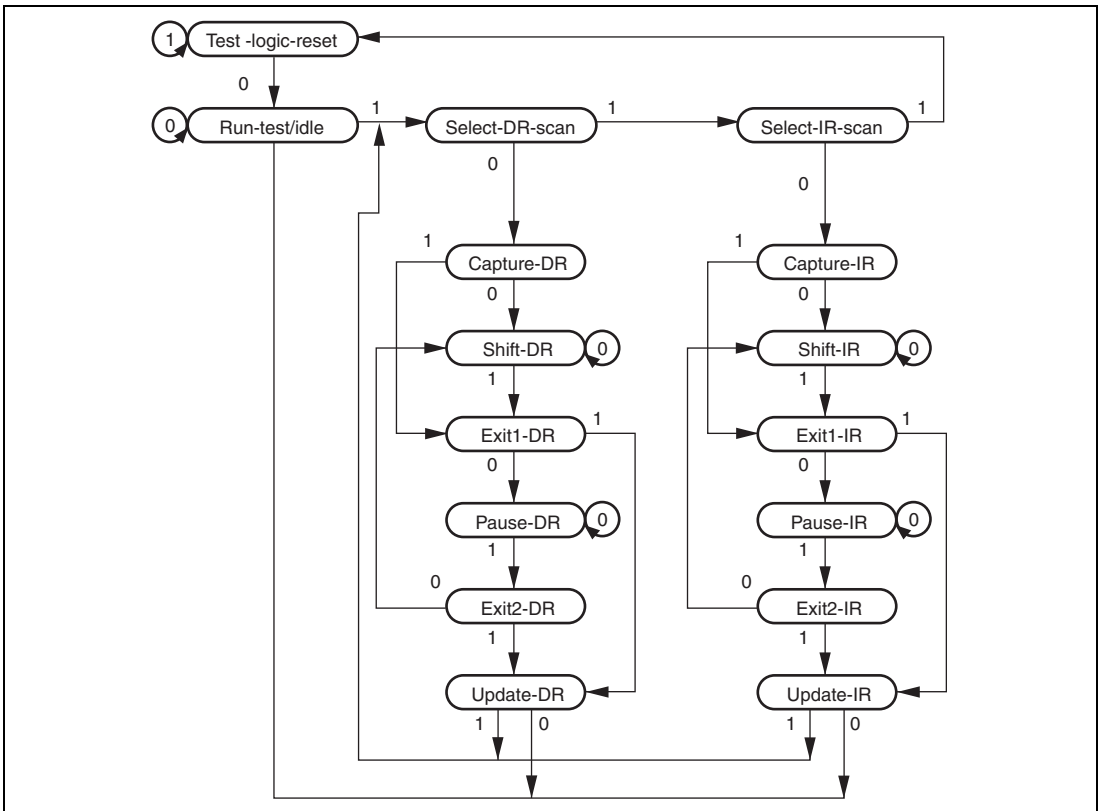 1 Test -logic-reset
0
0 Run-test/idle 1 Select-DR-scan 1 Select-IR-scan 1
0 0
1 Capture-DR 1 Capture-IR
0 0
Shift-DR 0 Shift-IR 0
1 1
Exit1-DR 1 Exit1-IR 1
0 0
Pause-DR 0 Pause-IR 0
1 1
0 Exit2-DR 0 Exit2-IR
1 1
Update-DR Update-IR
1 0 1 0